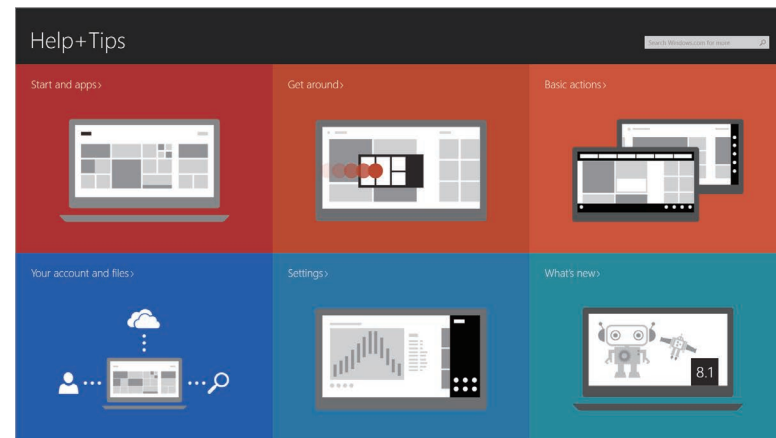 Help+Tips
Search Windows.com for more
Start and apps›
Get around›
Basic actions›
Your account and files›
Settings›
What's new›
8.1